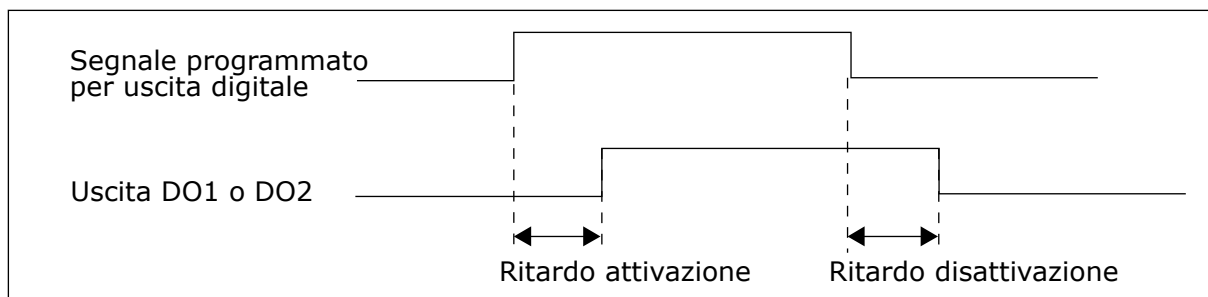 Segnale programmato
per uscita digitale
Uscita DO1 o DO2
Ritardo attivazione
Ritardo disattivazione